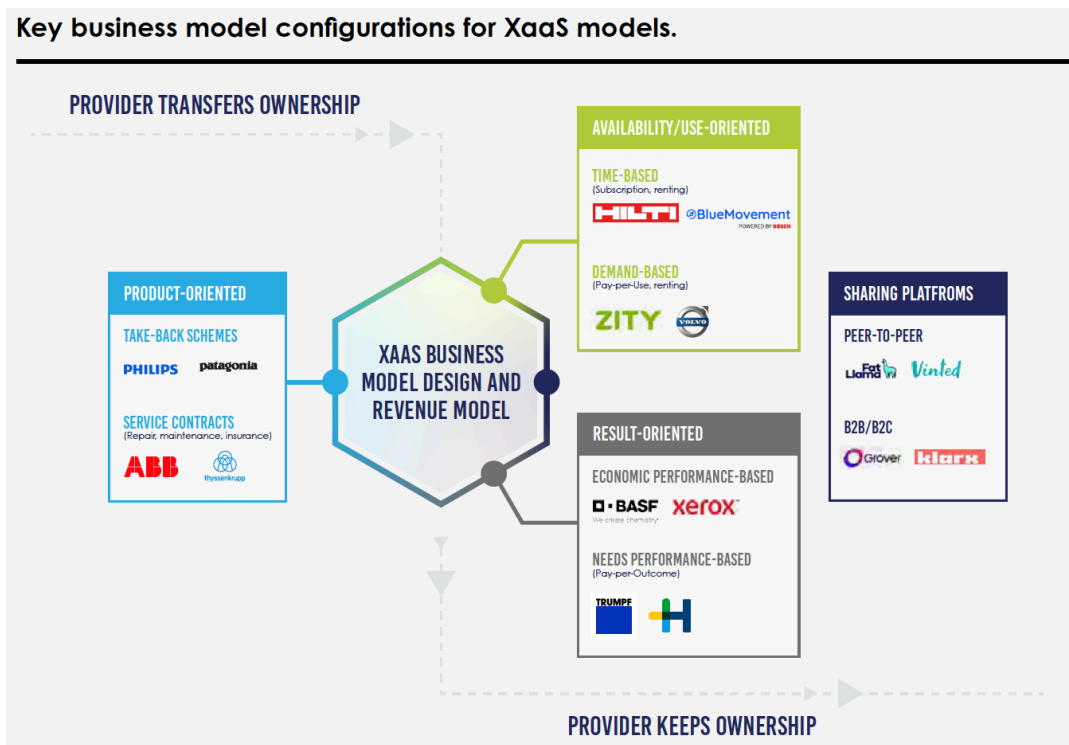 Key business model configurations for XaaS models.
PROVIDER TRANSFERS OWNERSHIP
PRODUCT-ORIENTED
TAKE-BACK SCHEMES
PHILIPS
patagonia
SERVICE CONTRACTS
(Repair, maintenance, insurance)
ABB
thyssenkrupp
XAAS BUSINESS
MODEL DESIGN AND
REVENUE MODEL
AVAILABILITY/USE-ORIENTED
TIME-BASED
(Subscription, renting)
HILTI
BlueMovement
POWERED BY BOSCH
DEMAND-BASED
(Pay-per-Use, renting)
ZITY
VOLVO
RESULT-ORIENTED
ECONOMIC PERFORMANCE-BASED
BASF
We create chemistry
xerox™
NEEDS PERFORMANCE-BASED
(Pay-per-Outcome)
TRUMPF
H
SHARING PLATFROMS
PEER-TO-PEER
Fat
Llama
Vinted
B2B/B2C
Grover
klarx
PROVIDER KEEPS OWNERSHIP